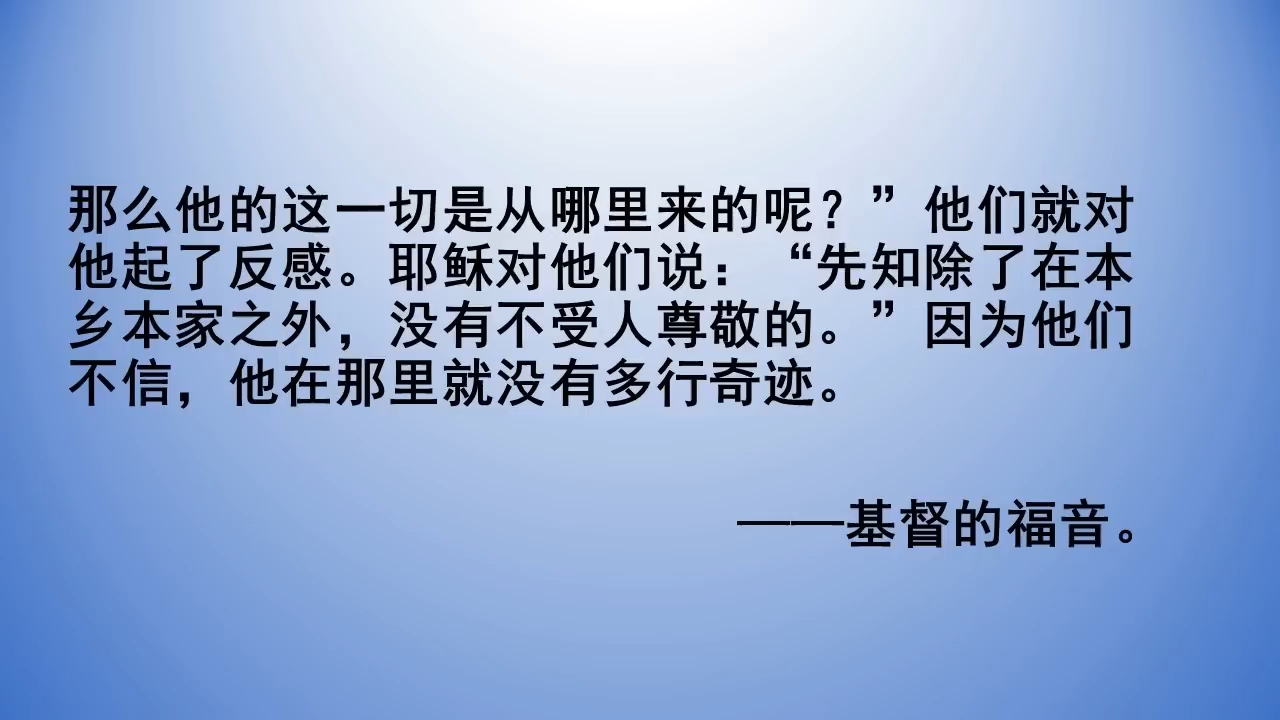 那么他的这一切是从哪里来的呢？”他们就对
他起了反感。耶稣对他们说：“先知除了在本
乡本家之外，没有不受人尊敬的。”因为他们
不信，他在那里就没有多行奇迹。
——基督的福音。